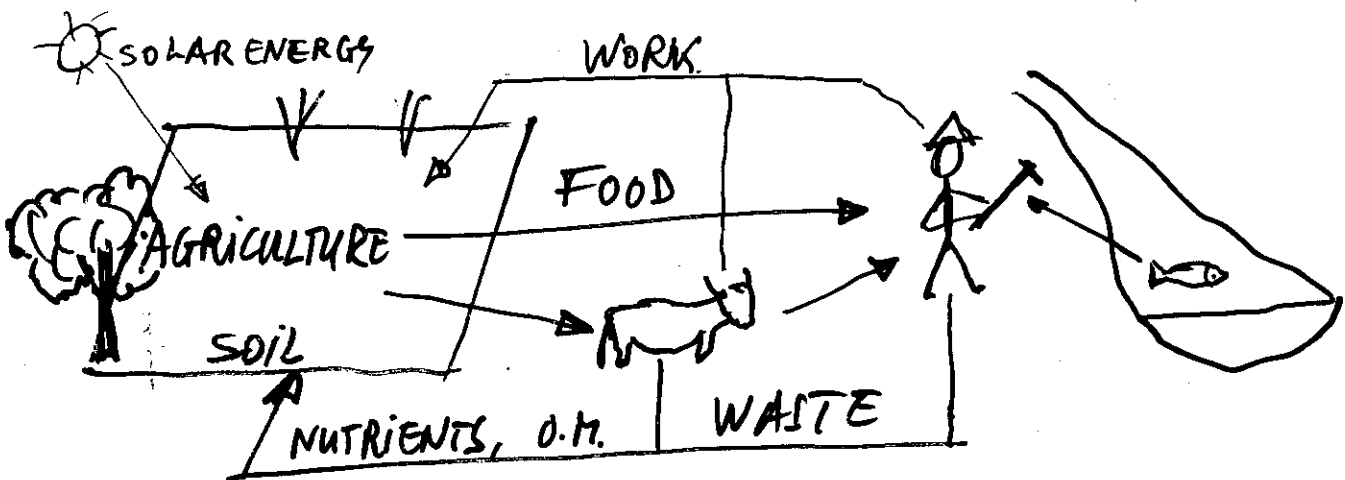 SOLAR ENERGY
WORK.
FOOD
AGRICULTURE
SOIL
NUTRIENTS, O.M.
WASTE